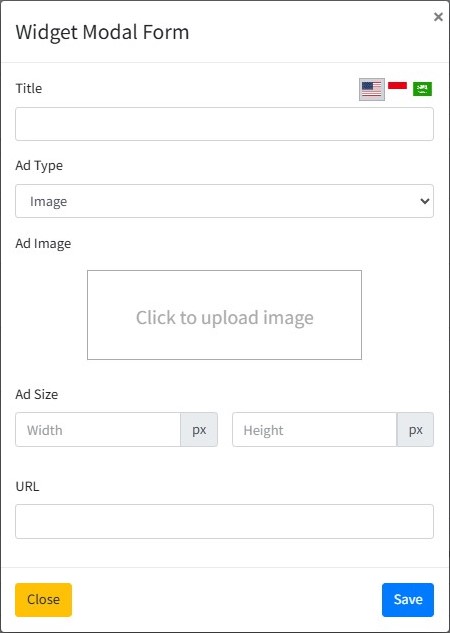 Widget Modal Form
×
Title
Ad Type
Image
Ad Image
Click to upload image
Ad Size
Width px Height px
URL
Close Save